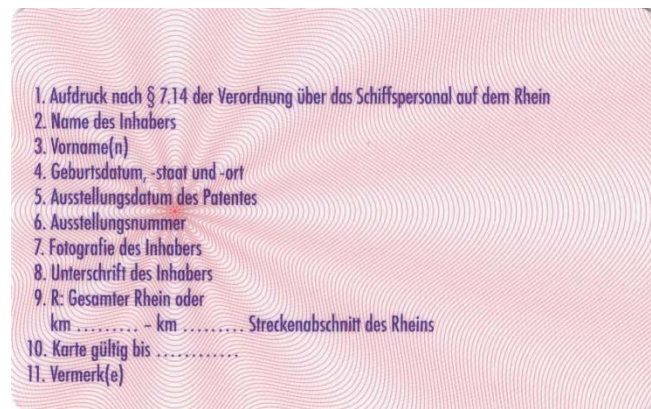 1. Aufdruck nach § 7.14 der Verordnung über das Schiffspersonal auf dem Rhein
2. Name des Inhabers
3. Vorname(n)
4. Geburtsdatum, -staat und -ort
5. Ausstellungsdatum des Patentes
6. Ausstellungsnummer
7. Fotografie des Inhabers
8. Unterschrift des Inhabers
9. R: Gesamter Rhein oder
km ......... – km ......... Streckenabschnitt des Rheins
10. Karte gültig bis ............
11. Vermerk(e)